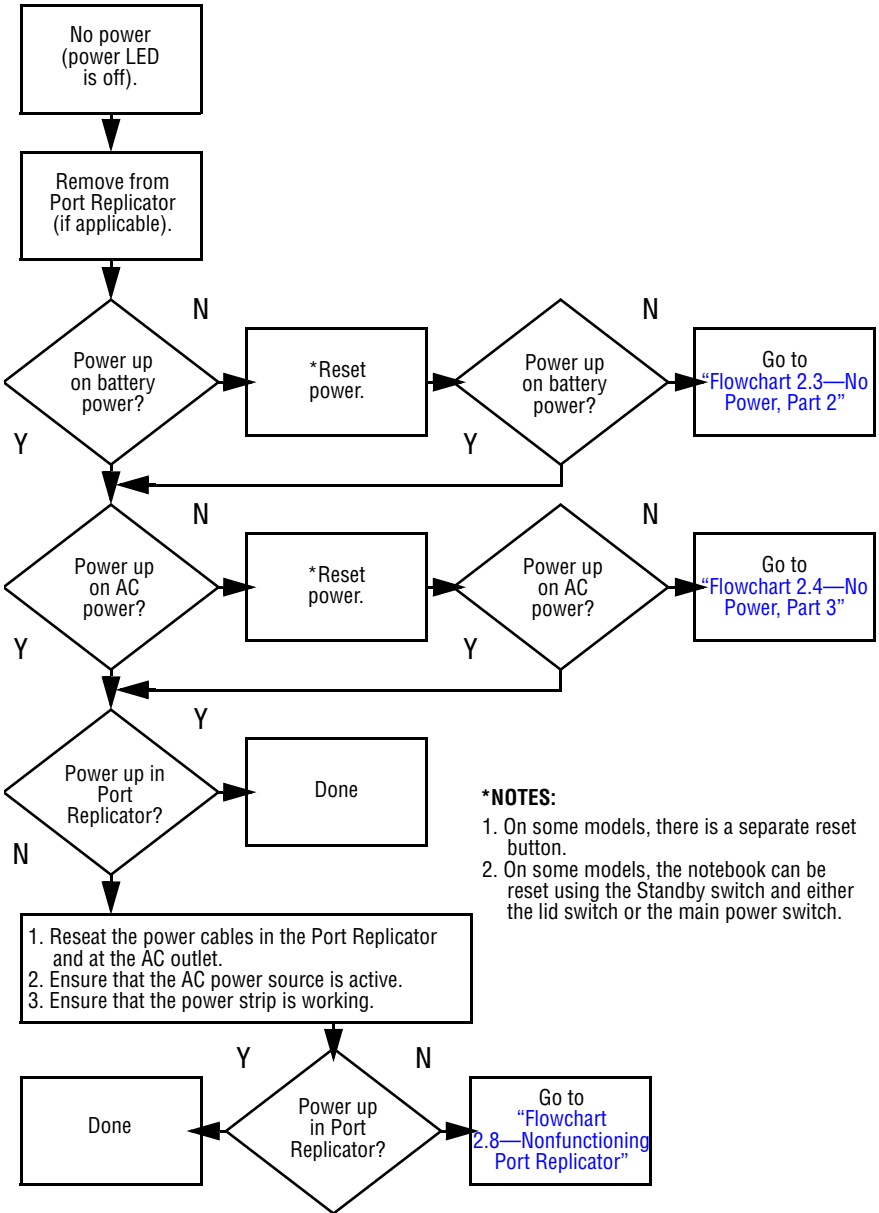 No power
(power LED
is off).
Remove from
Port Replicator
(if applicable).
N
Power up
on battery
power?
Y
*Reset
power.
N
Power up
on battery
power?
Y
Go to
“Flowchart 2.3—No
Power, Part 2”
N
Power up
on AC
power?
Y
*Reset
power.
N
Power up
on AC
power?
Y
Go to
“Flowchart 2.4—No
Power, Part 3”
Y
Power up in
Port
Replicator?
N
Done
*NOTES:
1. On some models, there is a separate reset
button.
2. On some models, the notebook can be
reset using the Standby switch and either
the lid switch or the main power switch.
1. Reseat the power cables in the Port Replicator
and at the AC outlet.
2. Ensure that the AC power source is active.
3. Ensure that the power strip is working.
Y
N
Done
Power up
in Port
Replicator?
Go to
“Flowchart
2.8—Nonfunctioning
Port Replicator”